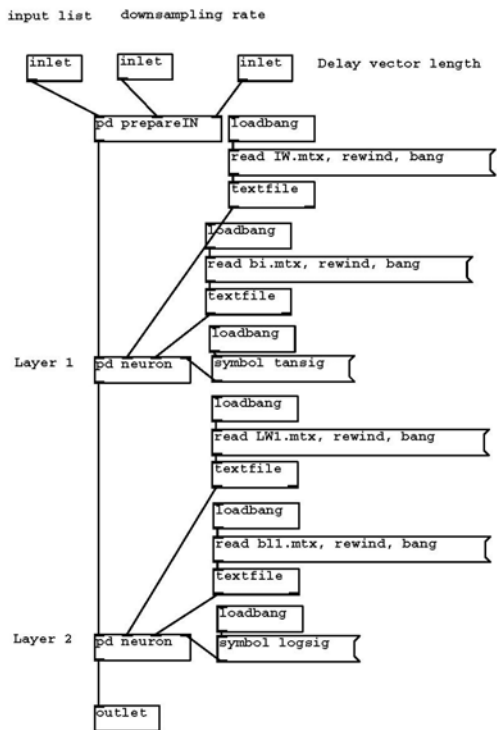 input list downsampling rate
inlet inlet inlet Delay vector length
pd prepareIN loadbang
read IW.mtx, rewind, bang
textfile
loadbang
read bi.mtx, rewind, bang
textfile
loadbang
Layer 1 pd neuron symbol tansig
loadbang
read LW1.mtx, rewind, bang
textfile
loadbang
read bl1.mtx, rewind, bang
textfile
loadbang
Layer 2 pd neuron symbol logsig
outlet